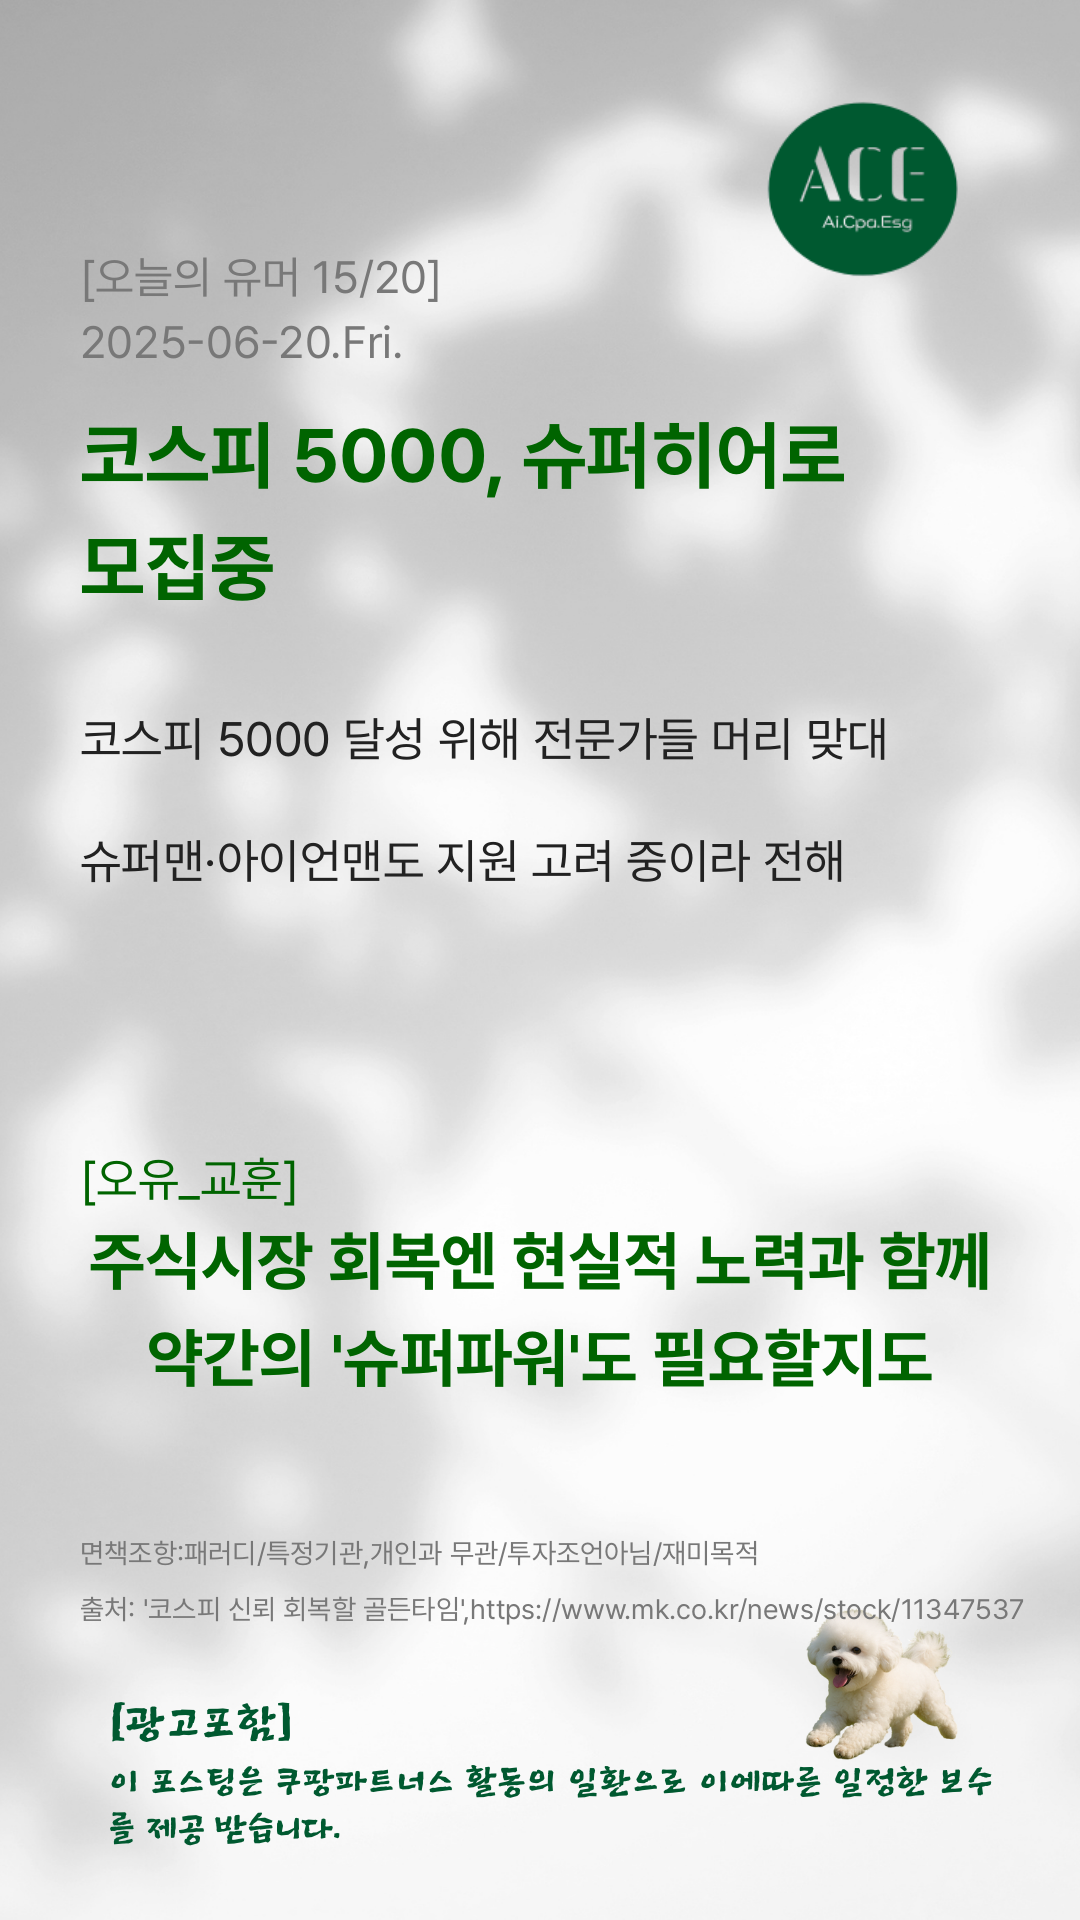 ACE
Ai.Cpa.Esg
[오늘의 유머 15/20]
2025-06-20.Fri.
코스피 5000, 슈퍼히어로
모집중
코스피 5000 달성 위해 전문가들 머리 맞대
슈퍼맨·아이언맨도 지원 고려 중이라 전해
[오유_교훈]
주식시장 회복엔 현실적 노력과 함께
약간의 '슈퍼파워'도 필요할지도
면책조항:패러디/특정기관,개인과 무관/투자조언아님/재미목적
출처: '코스피 신뢰 회복할 골든타임',https://www.mk.co.kr/news/stock/11347537
[광고포함]
이 포스팅은 쿠팡파트너스 활동의 일환으로 이에따른 일정한 보수
를 제공 받습니다.